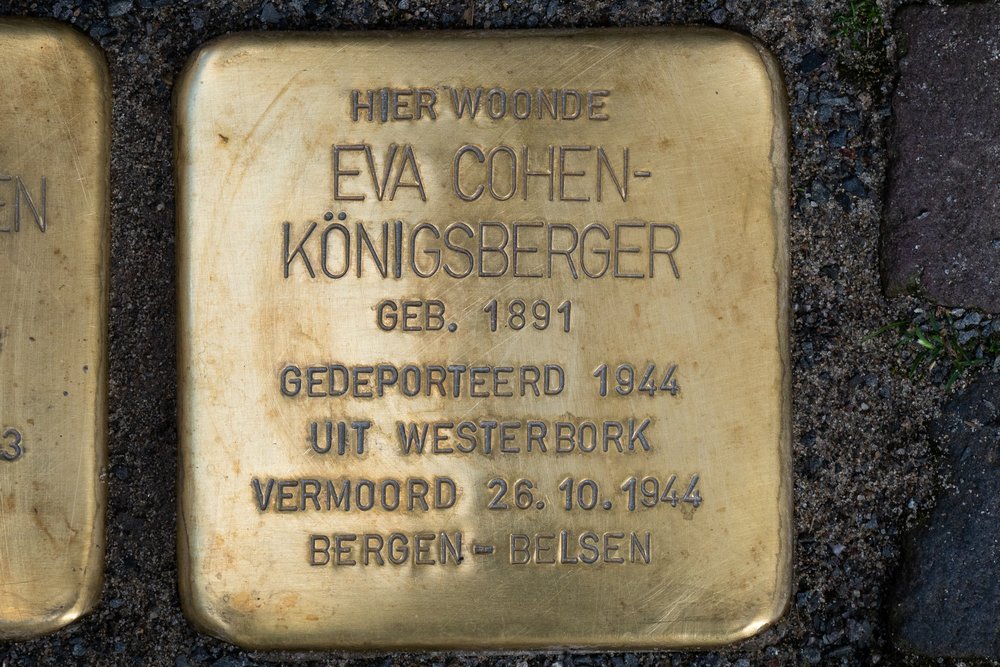 HIER WOONDE
EVA COHEN-
KÖNIGSBERGER
GEB. 1891
GEDEPORTEERD 1944
UIT WESTERBORK
VERMOORD 26.10.1944
BERGEN-BELSEN